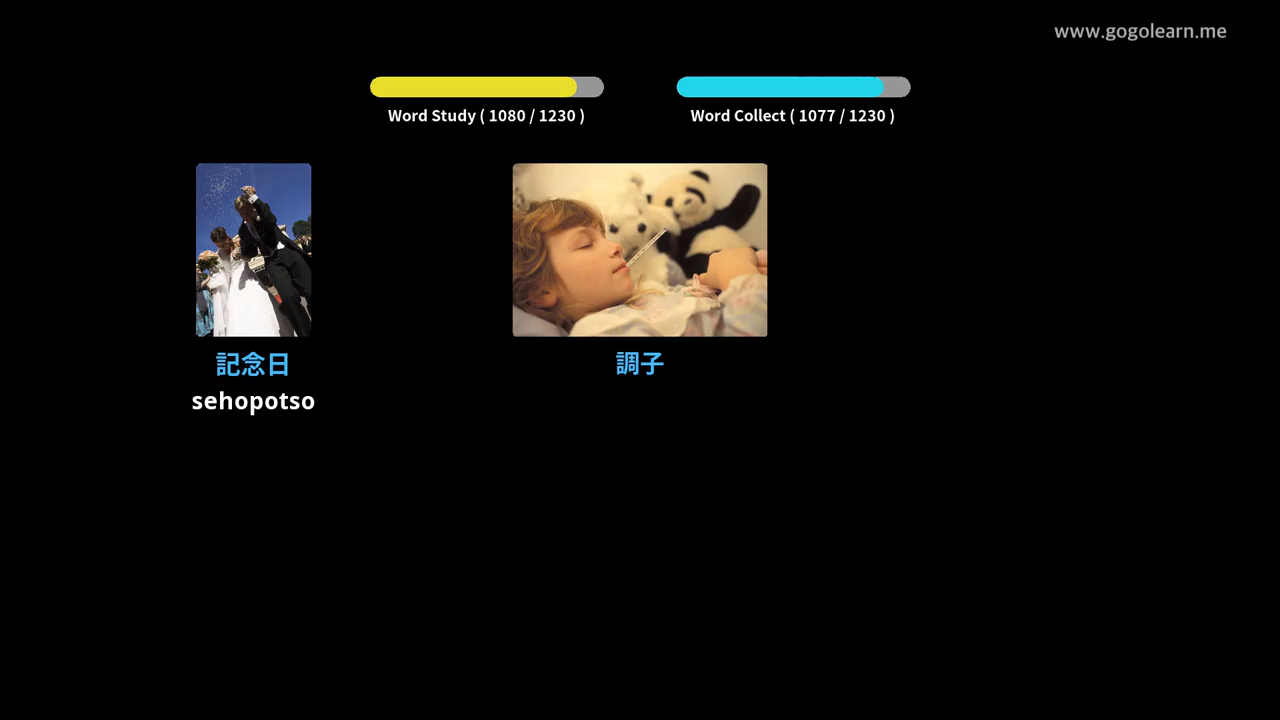 www.gogolearn.me
Word Study ( 1080 / 1230 )
Word Collect ( 1077 / 1230 )
記念日
調子
sehopotso